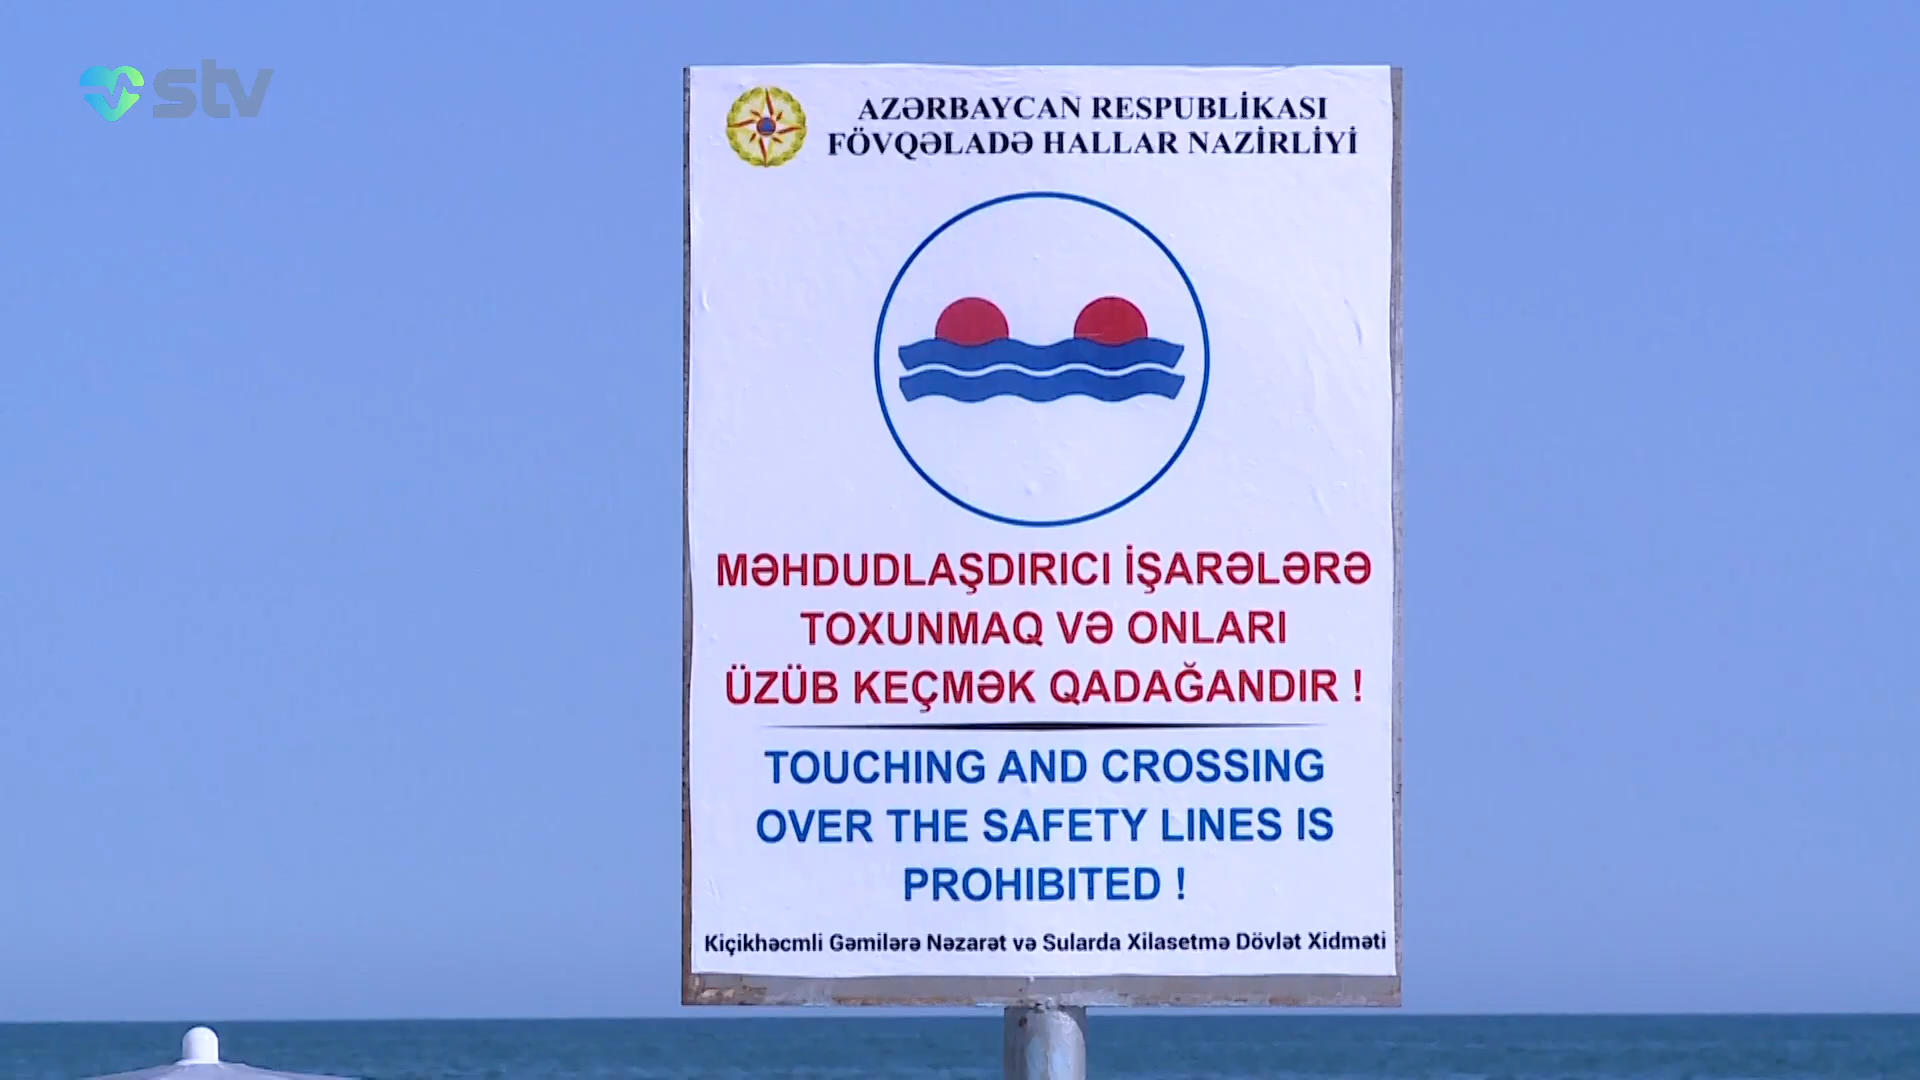 stv
AZƏRBAYCAN RESPUBLİKASI
FÖVQƏLADƏ HALLAR NAZİRLİYİ
MƏHDUDLAŞDIRICI İŞARƏLƏRƏ
TOXUNMAQ VƏ ONLARI
ÜZÜB KEÇMƏK QADAĞANDIR !
TOUCHING AND CROSSING
OVER THE SAFETY LINES IS
PROHIBITED !
Kiçikhəcmli Gəmilərə Nəzarət və Sularda Xilasetmə Dövlət Xidməti